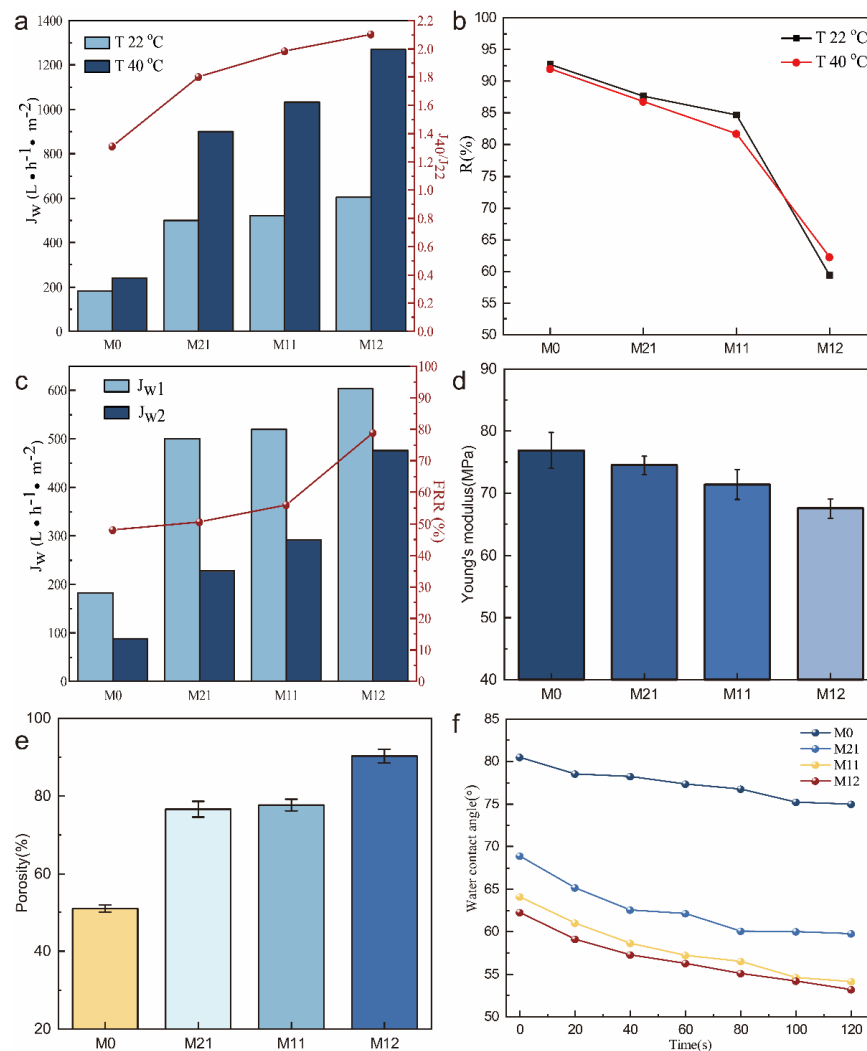 a
T 22 °C
T 40 °C
J_W (L • h⁻¹• m⁻²)
1400
1200
1000
800
600
400
200
0
2.2
2.0
1.8
1.6
1.4
1.2
1.0
0.8
0.6
0.4
0.2
0.0
J₄₀/J₂₂
M0 M21 M11 M12
b
T 22 °C
T 40 °C
R(%)
100
95
90
85
80
75
70
65
60
55
50
M0 M21 M11 M12
c
J_w1
J_w2
J_W (L • h⁻¹• m⁻²)
600
500
400
300
200
100
0
100
90
80
70
60
50
40
30
20
10
0
FRR (%)
M0 M21 M11 M12
d
Young's modulus(MPa)
90
80
70
60
50
40
M0 M21 M11 M12
e
Porosity(%)
100
80
60
40
20
M0 M21 M11 M12
f
M0
M21
M11
M12
Water contact angle(°)
85
80
75
70
65
60
55
50
0 20 40 60 80 100 120
Time(s)